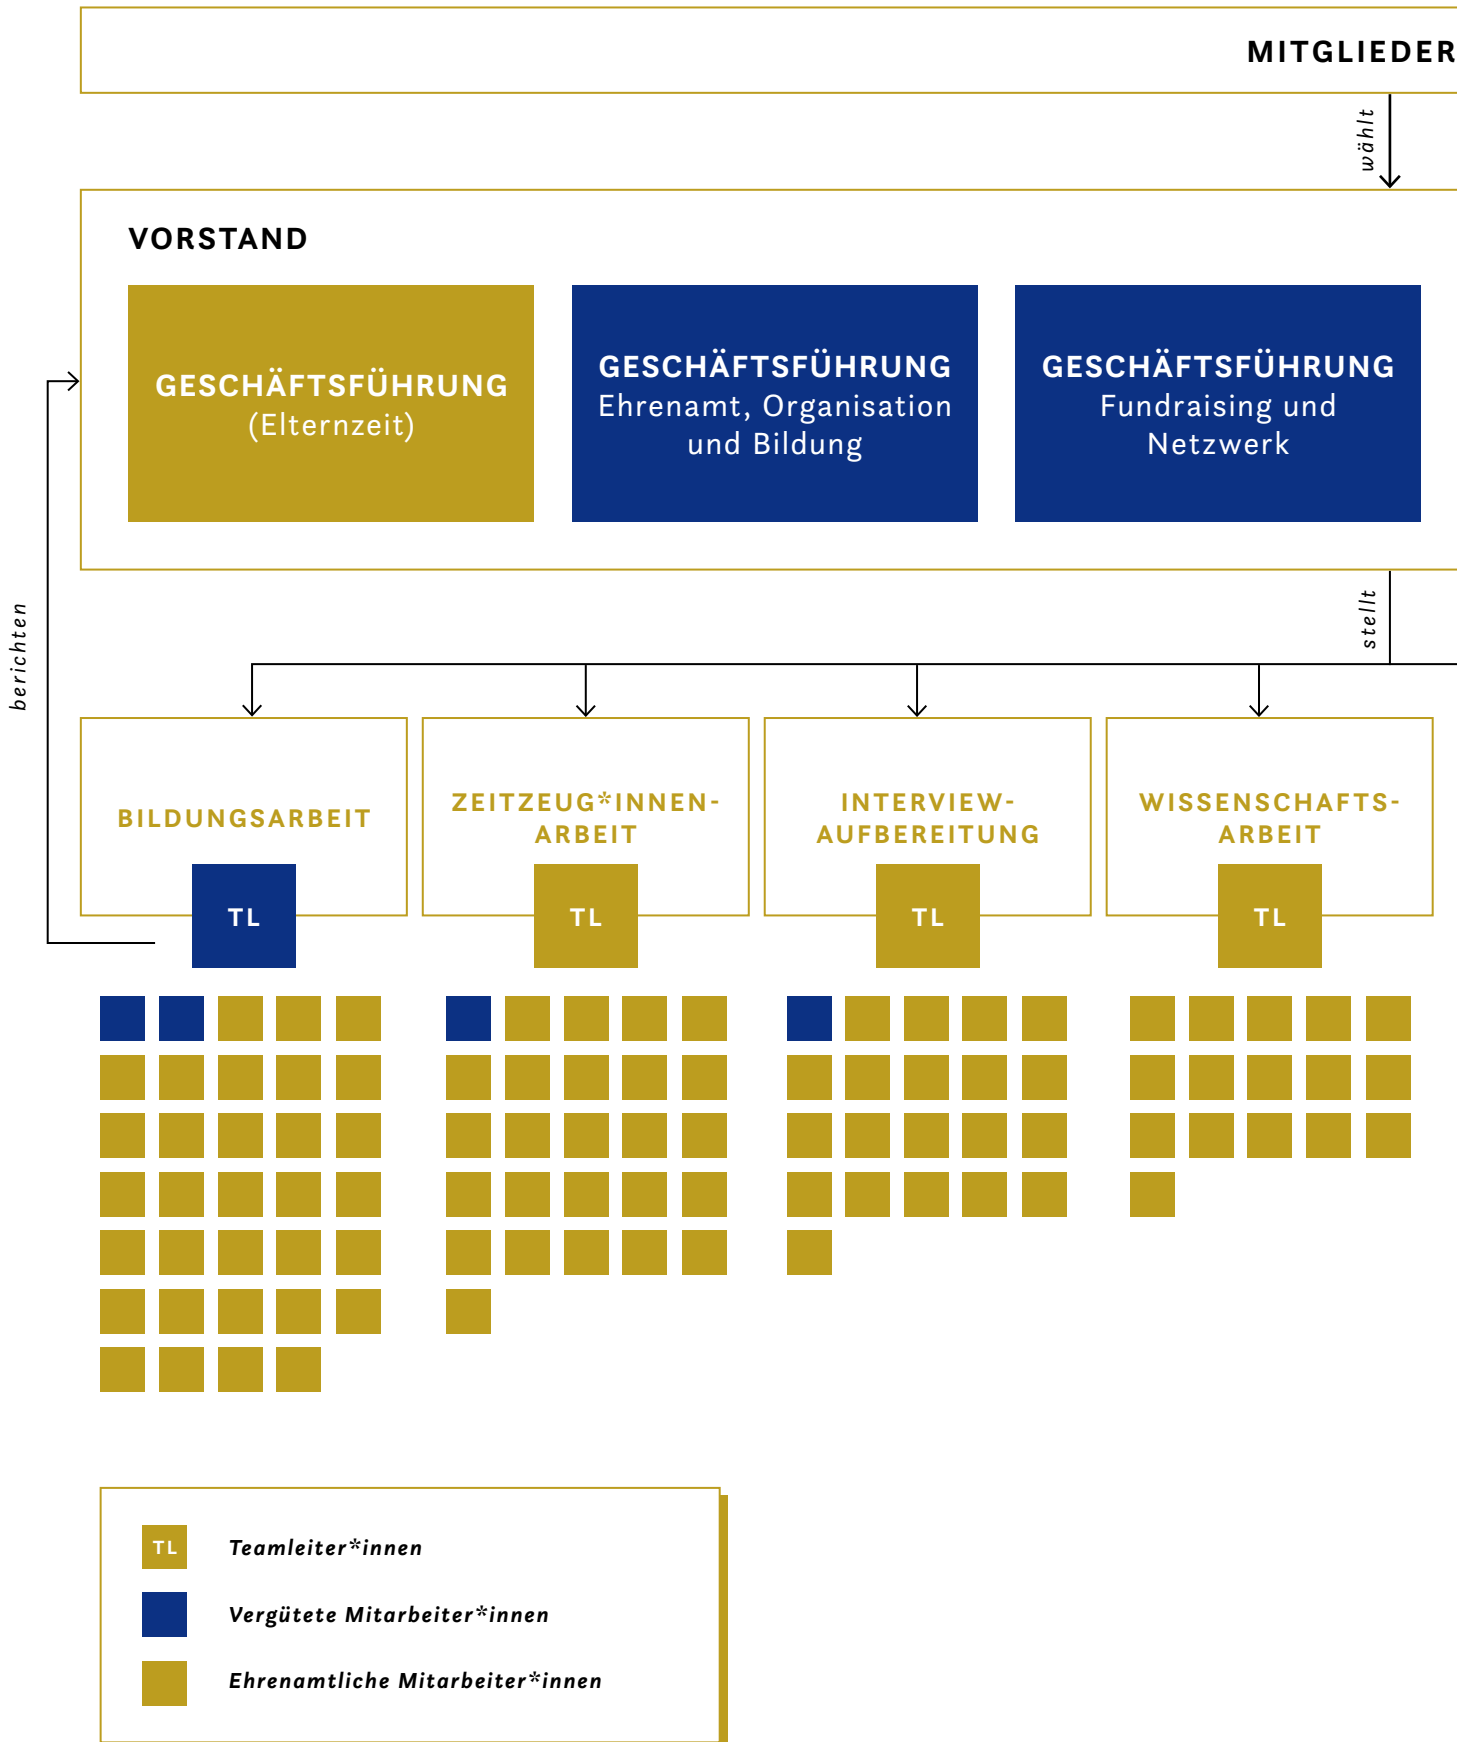 MITGLIEDER
wählt
VORSTAND
GESCHÄFTSFÜHRUNG
(Elternzeit)
GESCHÄFTSFÜHRUNG
Ehrenamt, Organisation
und Bildung
GESCHÄFTSFÜHRUNG
Fundraising und
Netzwerk
berichten
stellt
BILDUNGSARBEIT
TL
ZEITZEUG*INNEN-
ARBEIT
TL
INTERVIEW-
AUFBEREITUNG
TL
WISSENSCHAFTS-
ARBEIT
TL
TL Teamleiter*innen
Vergütete Mitarbeiter*innen
Ehrenamtliche Mitarbeiter*innen